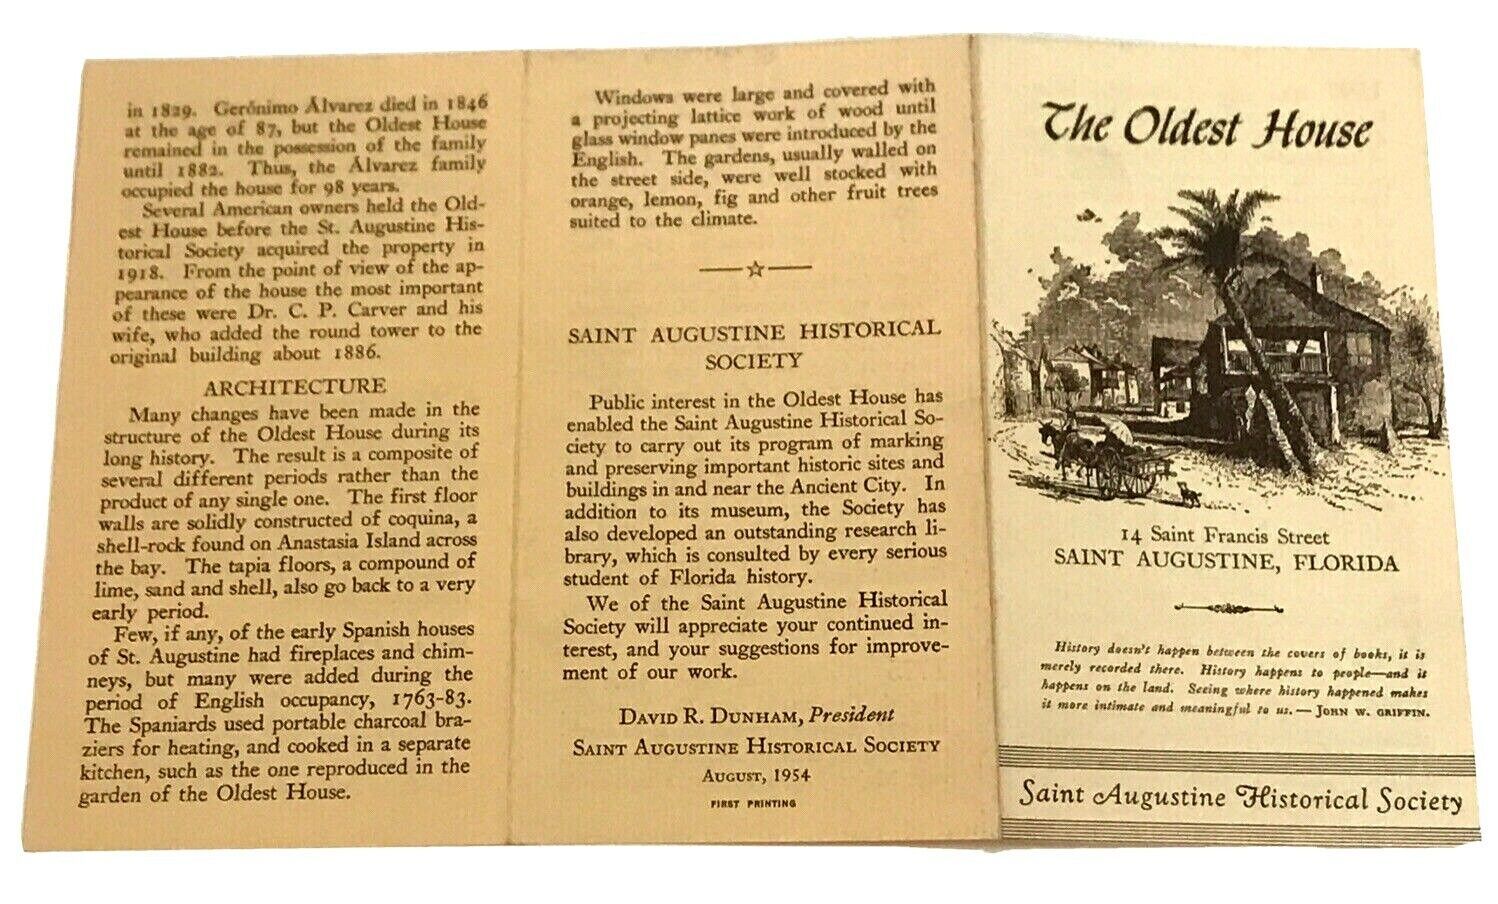 in 1829. Gerónimo Álvarez died in 1846
at the age of 87, but the Oldest House
remained in the possession of the family
until 1882. Thus, the Álvarez family
occupied the house for 98 years.
Several American owners held the Old-
est House before the St. Augustine His-
torical Society acquired the property in
1918. From the point of view of the ap-
pearance of the house the most important
of these were Dr. C. P. Carver and his
wife, who added the round tower to the
original building about 1886.
ARCHITECTURE
Many changes have been made in the
structure of the Oldest House during its
long history. The result is a composite of
several different periods rather than the
product of any single one. The first floor
walls are solidly constructed of coquina, a
shell-rock found on Anastasia Island across
the bay. The tapia floors, a compound of
lime, sand and shell, also go back to a very
early period.
Few, if any, of the early Spanish houses
of St. Augustine had fireplaces and chim-
neys, but many were added during the
period of English occupancy, 1763-83.
The Spaniards used portable charcoal bra-
ziers for heating, and cooked in a separate
kitchen, such as the one reproduced in the
garden of the Oldest House.
Windows were large and covered with
a projecting lattice work of wood until
glass window panes were introduced by the
English. The gardens, usually walled on
the street side, were well stocked with
orange, lemon, fig and other fruit trees
suited to the climate.
SAINT AUGUSTINE HISTORICAL
SOCIETY
Public interest in the Oldest House has
enabled the Saint Augustine Historical So-
ciety to carry out its program of marking
and preserving important historic sites and
buildings in and near the Ancient City. In
addition to its museum, the Society has
also developed an outstanding research li-
brary, which is consulted by every serious
student of Florida history.
We of the Saint Augustine Historical
Society will appreciate your continued in-
terest, and your suggestions for improve-
ment of our work.
DAVID R. DUNHAM, President
SAINT AUGUSTINE HISTORICAL SOCIETY
AUGUST, 1954
FIRST PRINTING
The Oldest House
14 Saint Francis Street
SAINT AUGUSTINE, FLORIDA
History doesn't happen between the covers of books, it is
merely recorded there. History happens to people—and it
happens on the land. Seeing where history happened makes
it more intimate and meaningful to us.—JOHN W. GRIFFIN.
Saint Augustine Historical Society